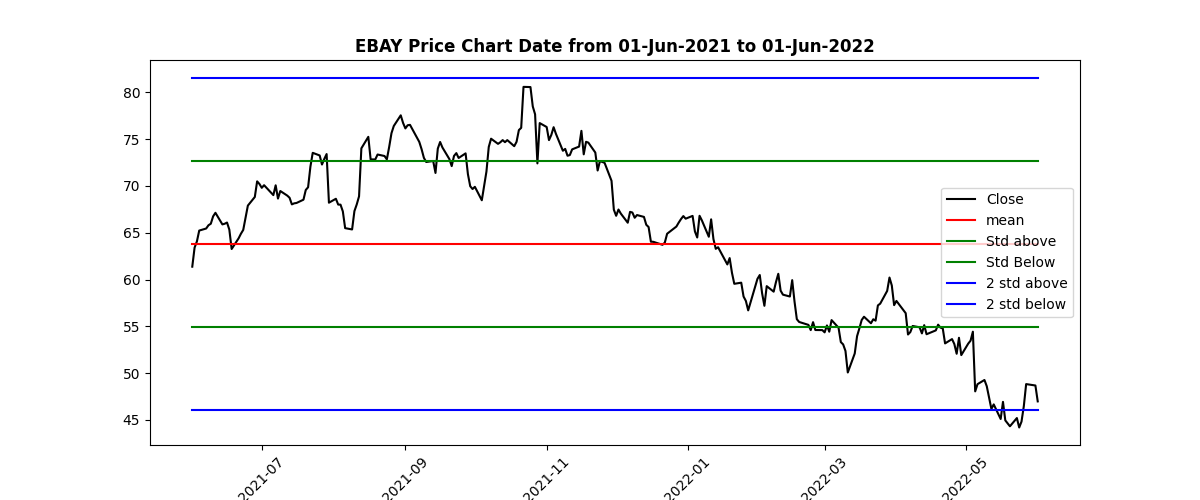 EBAY Price Chart Date from 01-Jun-2021 to 01-Jun-2022
80
75
70
65
60
55
50
45
Close
mean
Std above
Std Below
2 std above
2 std below
2021-07
2021-09
2021-11
2022-01
2022-03
2022-05